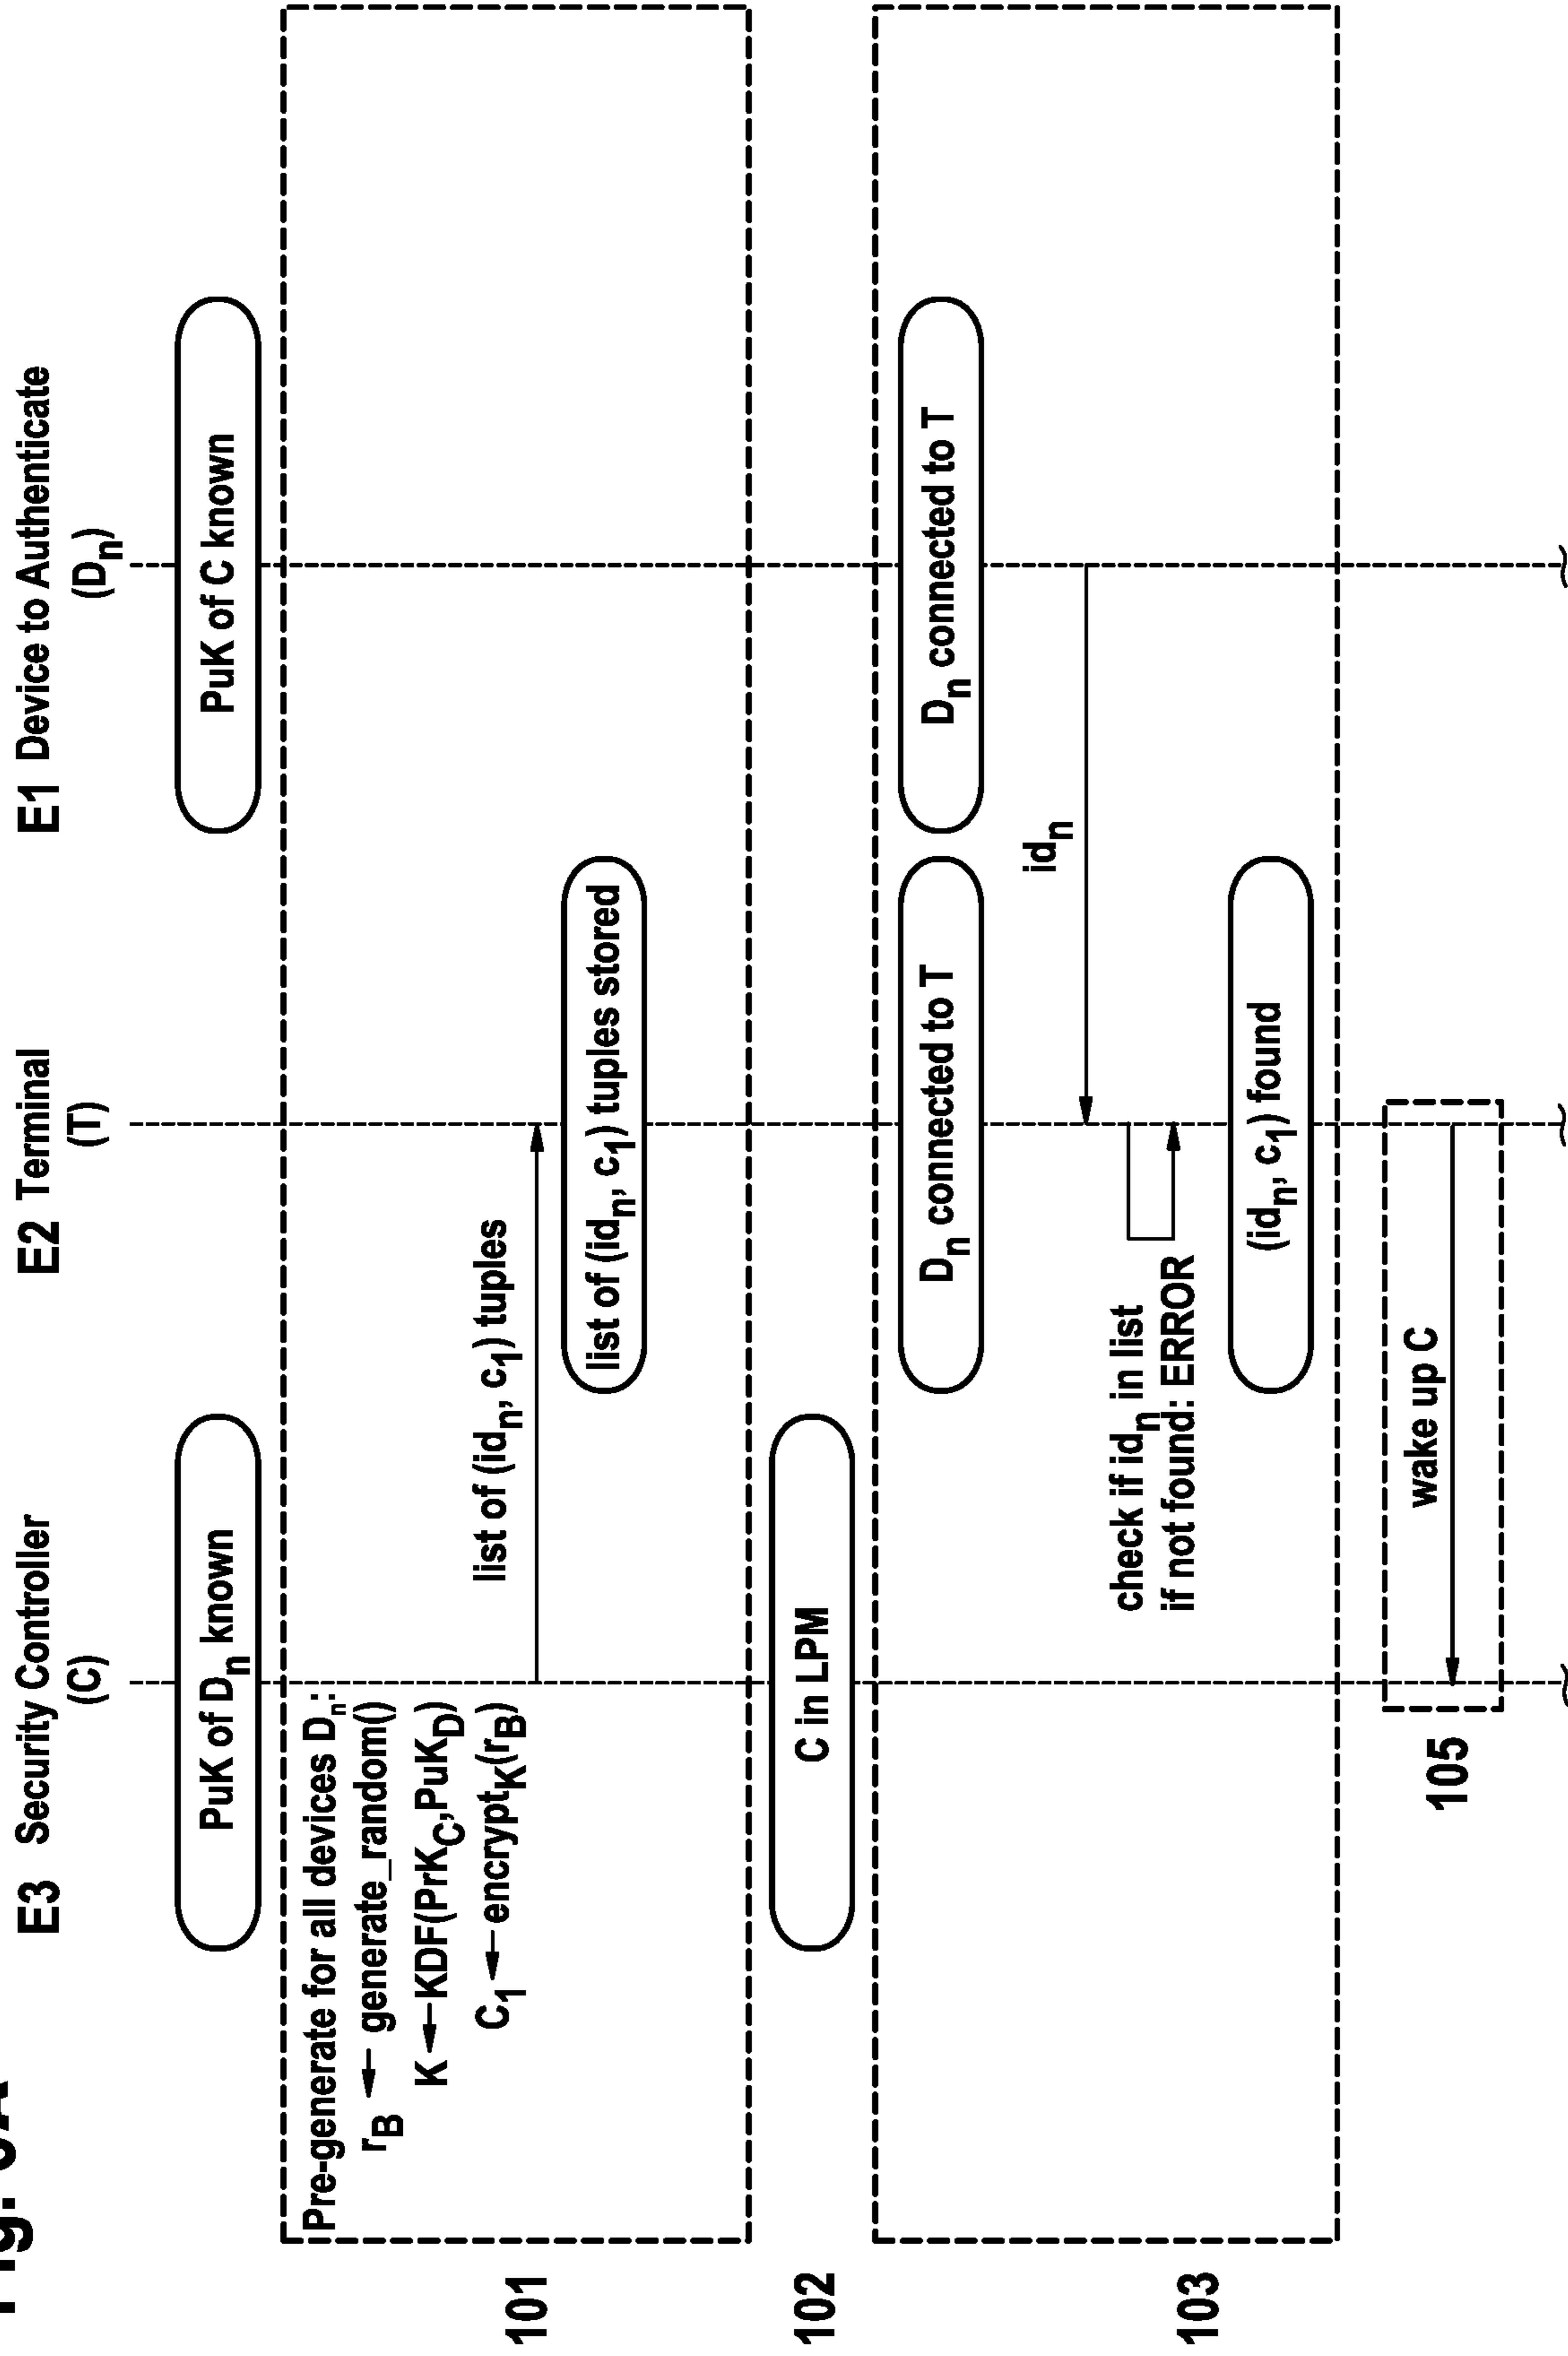 E3 Security Controller
(C)
E2 Terminal
(T)
E1 Device to Authenticate
(Dn)
PuK of Dn known
PuK of C known
101
Pre-generate for all devices Dn:
rB ← generate_random()
K ← KDF(PrKC, PuKD)
C1 ← encryptK(rB)
list of (idn, c1) tuples
list of (idn, c1) tuples stored
102
C in LPM
103
Dn connected to T
Dn connected to T
idn
check if idn in list
if not found: ERROR
(idn, c1) found
105
wake up C